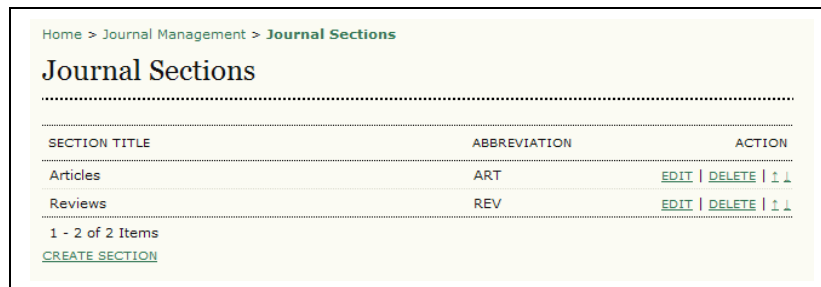 Home > Journal Management > Journal Sections
Journal Sections
SECTION TITLE ABBREVIATION ACTION
Articles ART EDIT | DELETE | ↑ ↓
Reviews REV EDIT | DELETE | ↑ ↓
1 - 2 of 2 Items
CREATE SECTION